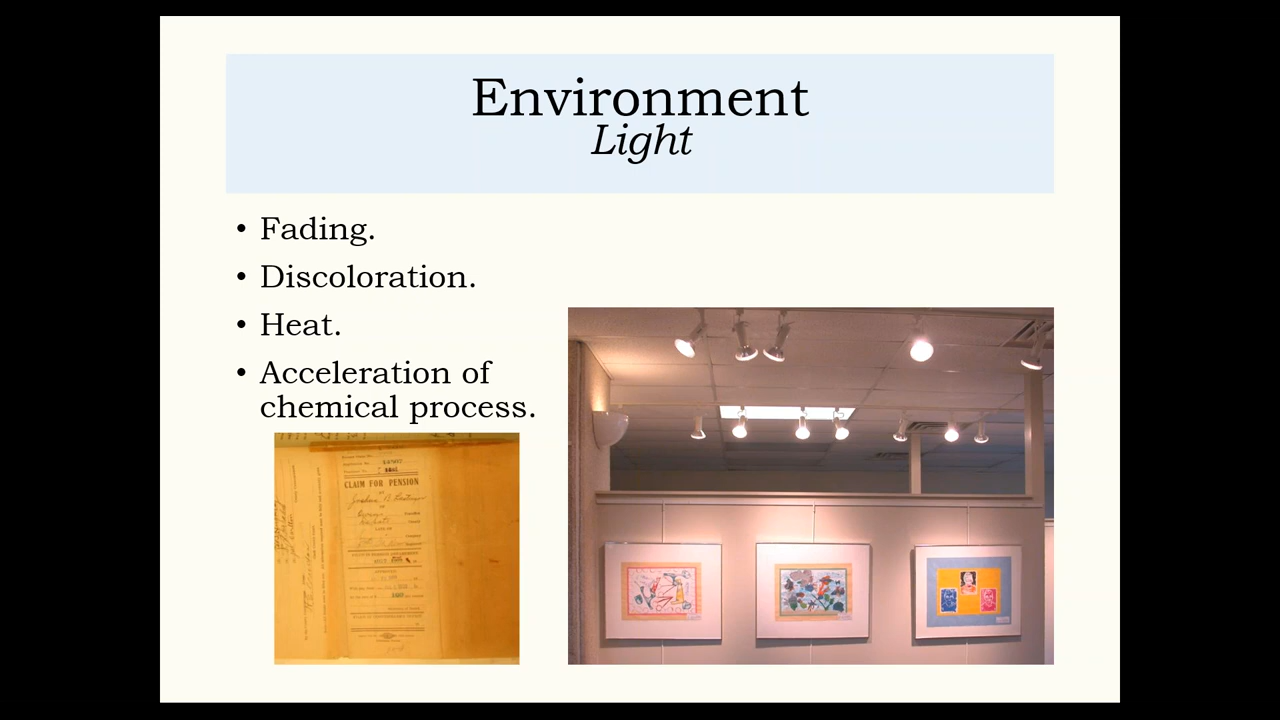 Environment
Light
• Fading.
• Discoloration.
• Heat.
• Acceleration of
chemical process.
CLAIM FOR PENSION